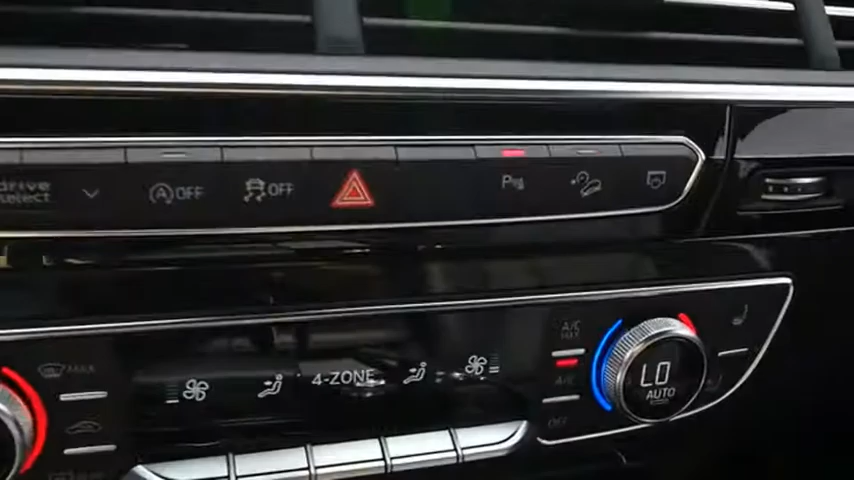 drive select
OFF
OFF
P
MAX
4-ZONE
A/C
MAX
A/C
OFF
LO
AUTO